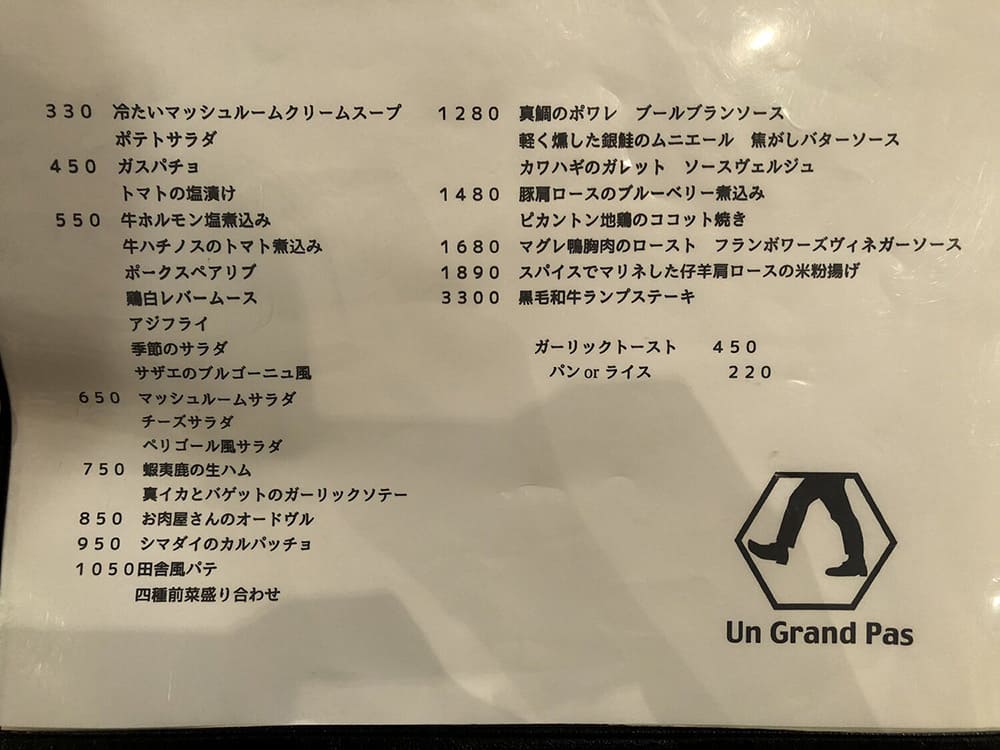 330 冷たいマッシュルームクリームスープ
ポテトサラダ
450 ガスパチョ
トマトの塩漬け
550 牛ホルモン塩煮込み
牛ハチノスのトマト煮込み
ポークスペアリブ
鶏白レバームース
アジフライ
季節のサラダ
サザエのブルゴーニュ風
650 マッシュルームサラダ
チーズサラダ
ペリゴール風サラダ
750 蝦夷鹿の生ハム
真イカとバゲットのガーリックソテー
850 お肉屋さんのオードヴル
950 シマダイのカルパッチョ
1050田舎風パテ
四種前菜盛り合わせ
1280 真鯛のポワレ ブールブランソース
軽く燻した銀鮭のムニエール 焦がしバターソース
カワハギのガレット ソースヴェルジュ
1480 豚肩ロースのブルーベリー煮込み
ピカントン地鶏のココット焼き
1680 マグレ鴨胸肉のロースト フランボワーズヴィネガーソース
1890 スパイスでマリネした仔羊肩ロースの米粉揚げ
3300 黒毛和牛ランプステーキ
ガーリックトースト 450
パン or ライス 220
Un Grand Pas